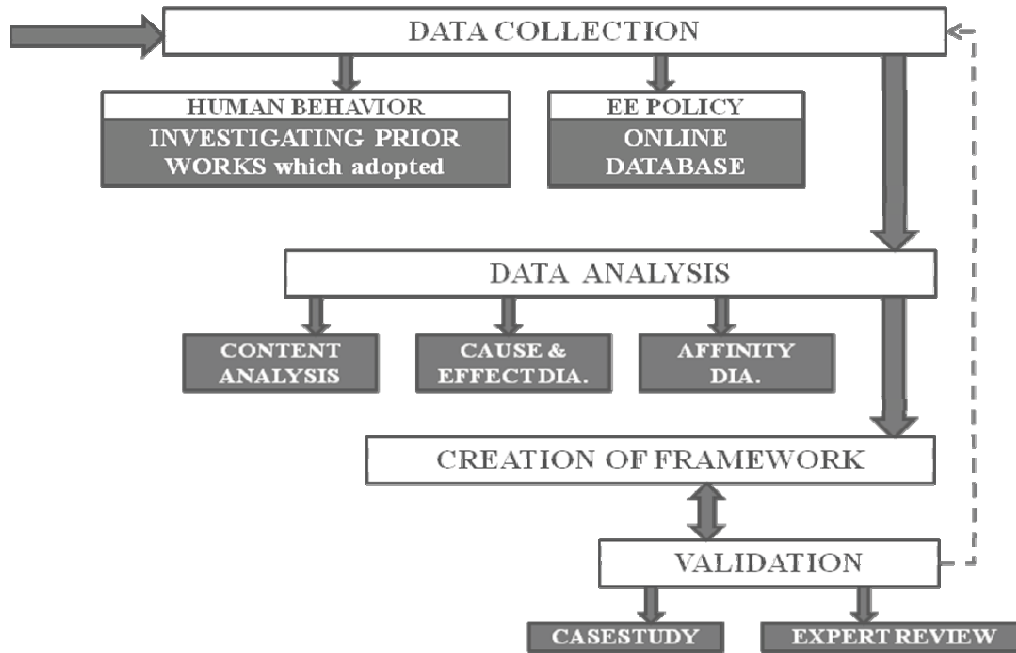 DATA COLLECTION
HUMAN BEHAVIOR
INVESTIGATING PRIOR
WORKS which adopted
EE POLICY
ONLINE
DATABASE
DATA ANALYSIS
CONTENT
ANALYSIS
CAUSE &
EFFECT DIA.
AFFINITY
DIA.
CREATION OF FRAMEWORK
VALIDATION
CASESTUDY
EXPERT REVIEW